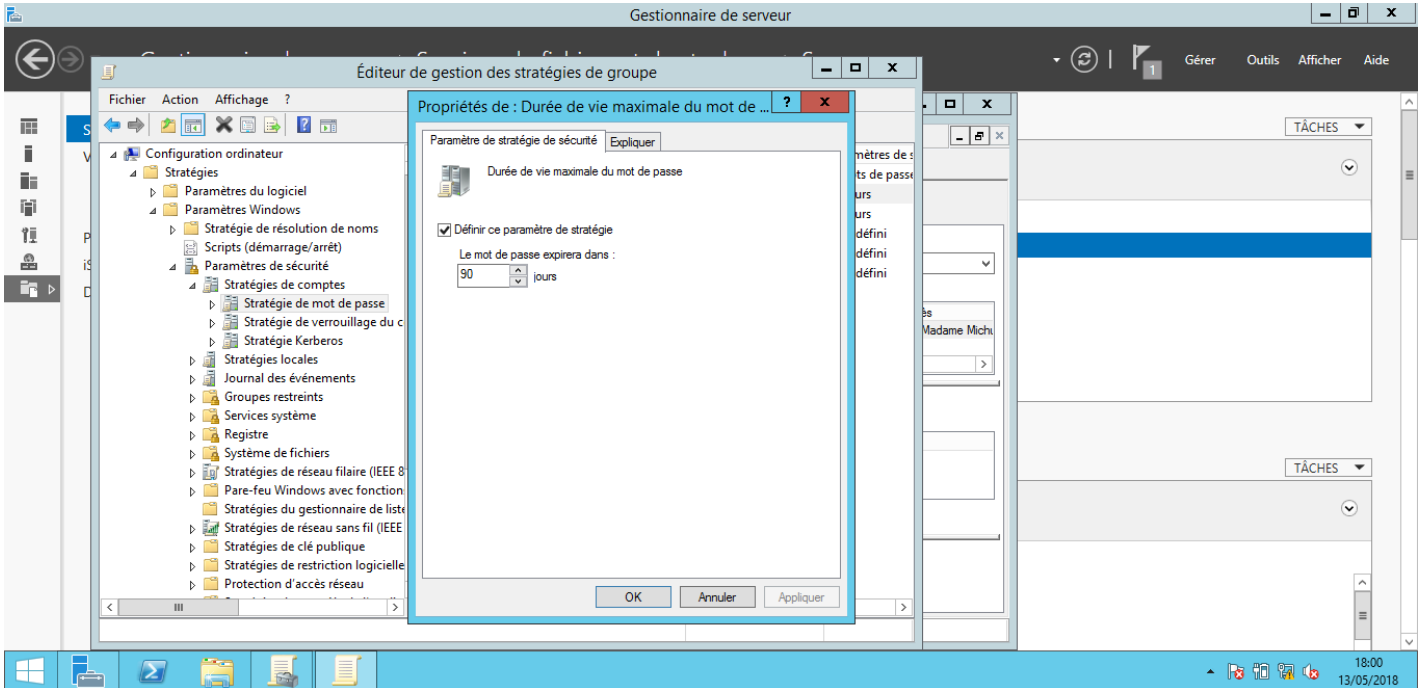 Gestionnaire de serveur
Éditeur de gestion des stratégies de groupe
1
Gérer Outils Afficher Aide
Fichier Action Affichage ?
Configuration ordinateur
Stratégies
Paramètres du logiciel
Paramètres Windows
Stratégie de résolution de noms
Scripts (démarrage/arrêt)
Paramètres de sécurité
Stratégies de comptes
Stratégie de mot de passe
Stratégie de verrouillage du c
Stratégie Kerberos
Stratégies locales
Journal des événements
Groupes restreints
Services système
Registre
Système de fichiers
Stratégies de réseau filaire (IEEE 8
Pare-feu Windows avec fonction
Stratégies du gestionnaire de liste
Stratégies de réseau sans fil (IEEE
Stratégies de clé publique
Stratégies de restriction logicielle
Protection d'accès réseau
Propriétés de : Durée de vie maximale du mot de ... ?
Paramètre de stratégie de sécurité Expliquer
Durée de vie maximale du mot de passe
Définir ce paramètre de stratégie
Le mot de passe expirera dans :
90 jours
OK Annuler Appliquer
mètres de s
ts de passe
urs
urs
défini
défini
défini
és
Madame Michu
TÂCHES
TÂCHES
18:00
13/05/2018